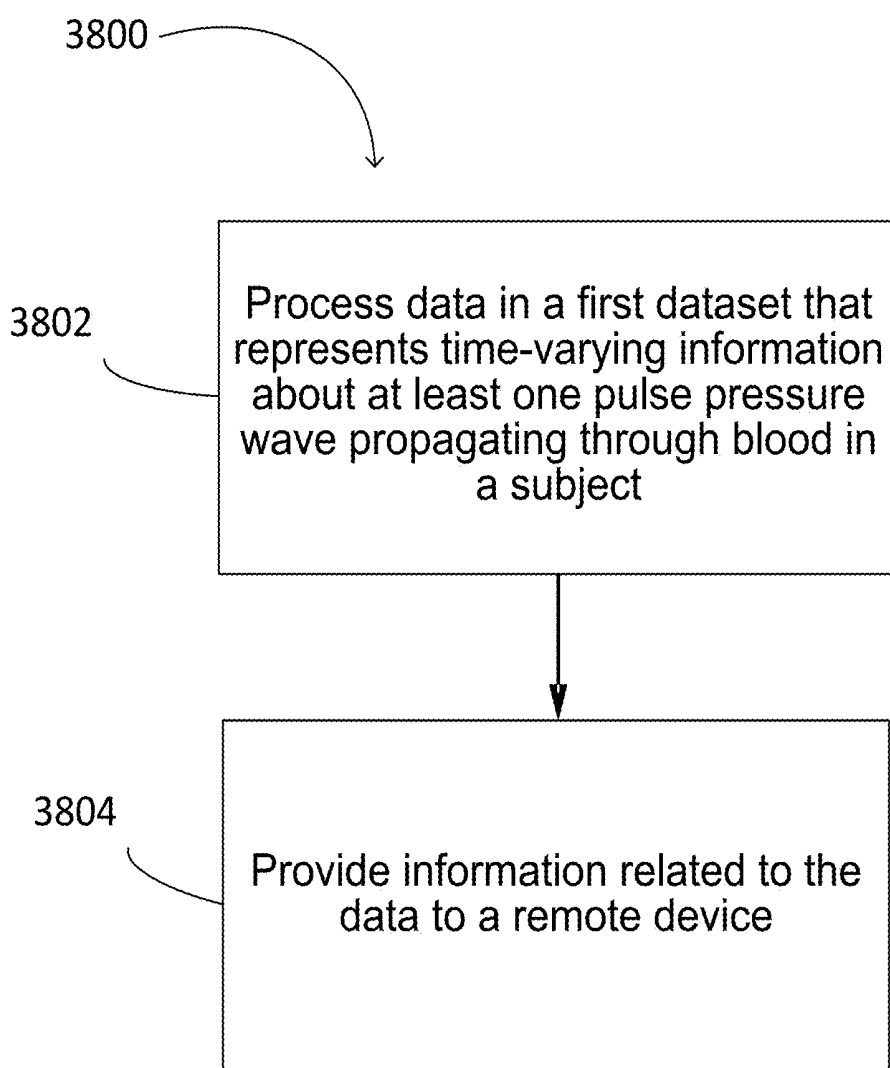 3800
3802
Process data in a first dataset that
represents time-varying information
about at least one pulse pressure
wave propagating through blood in
a subject
3804
Provide information related to the
data to a remote device